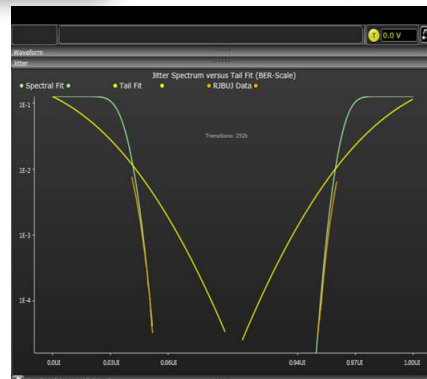 T 0.0 V
Waveform
Jitter
Jitter Spectrum versus Tail Fit (BER-Scale)
Spectral Fit Tail Fit RJBUJ Data
Transitions: 252k
1E-1
1E-2
1E-3
1E-4
0.0UI 0.03UI 0.06UI 0.94UI 0.97UI 1.00UI